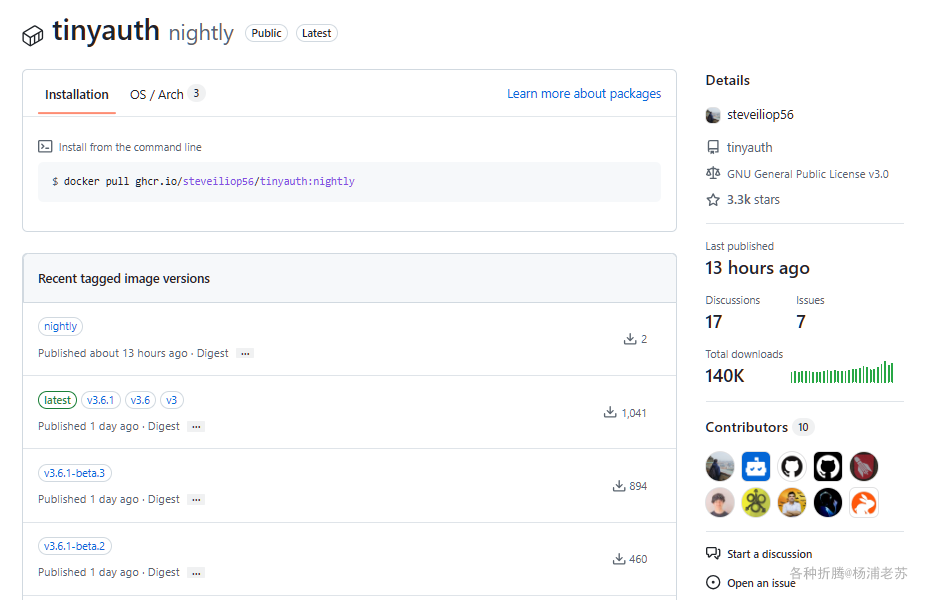 tinyauth nightly Public Latest
Installation OS / Arch 3 Learn more about packages
Install from the command line
$ docker pull ghcr.io/steveiliop56/tinyauth:nightly
Recent tagged image versions
nightly
Published about 13 hours ago · Digest ...
2
latest v3.6.1 v3.6 v3
Published 1 day ago · Digest ...
1,041
v3.6.1-beta.3
Published 1 day ago · Digest ...
894
v3.6.1-beta.2
Published 1 day ago · Digest ...
460
Details
steveiliop56
tinyauth
GNU General Public License v3.0
3.3k stars
Last published
13 hours ago
Discussions Issues
17 7
Total downloads
140K
Contributors 10
Start a discussion
Open an issue
各种折腾@杨浦老苏